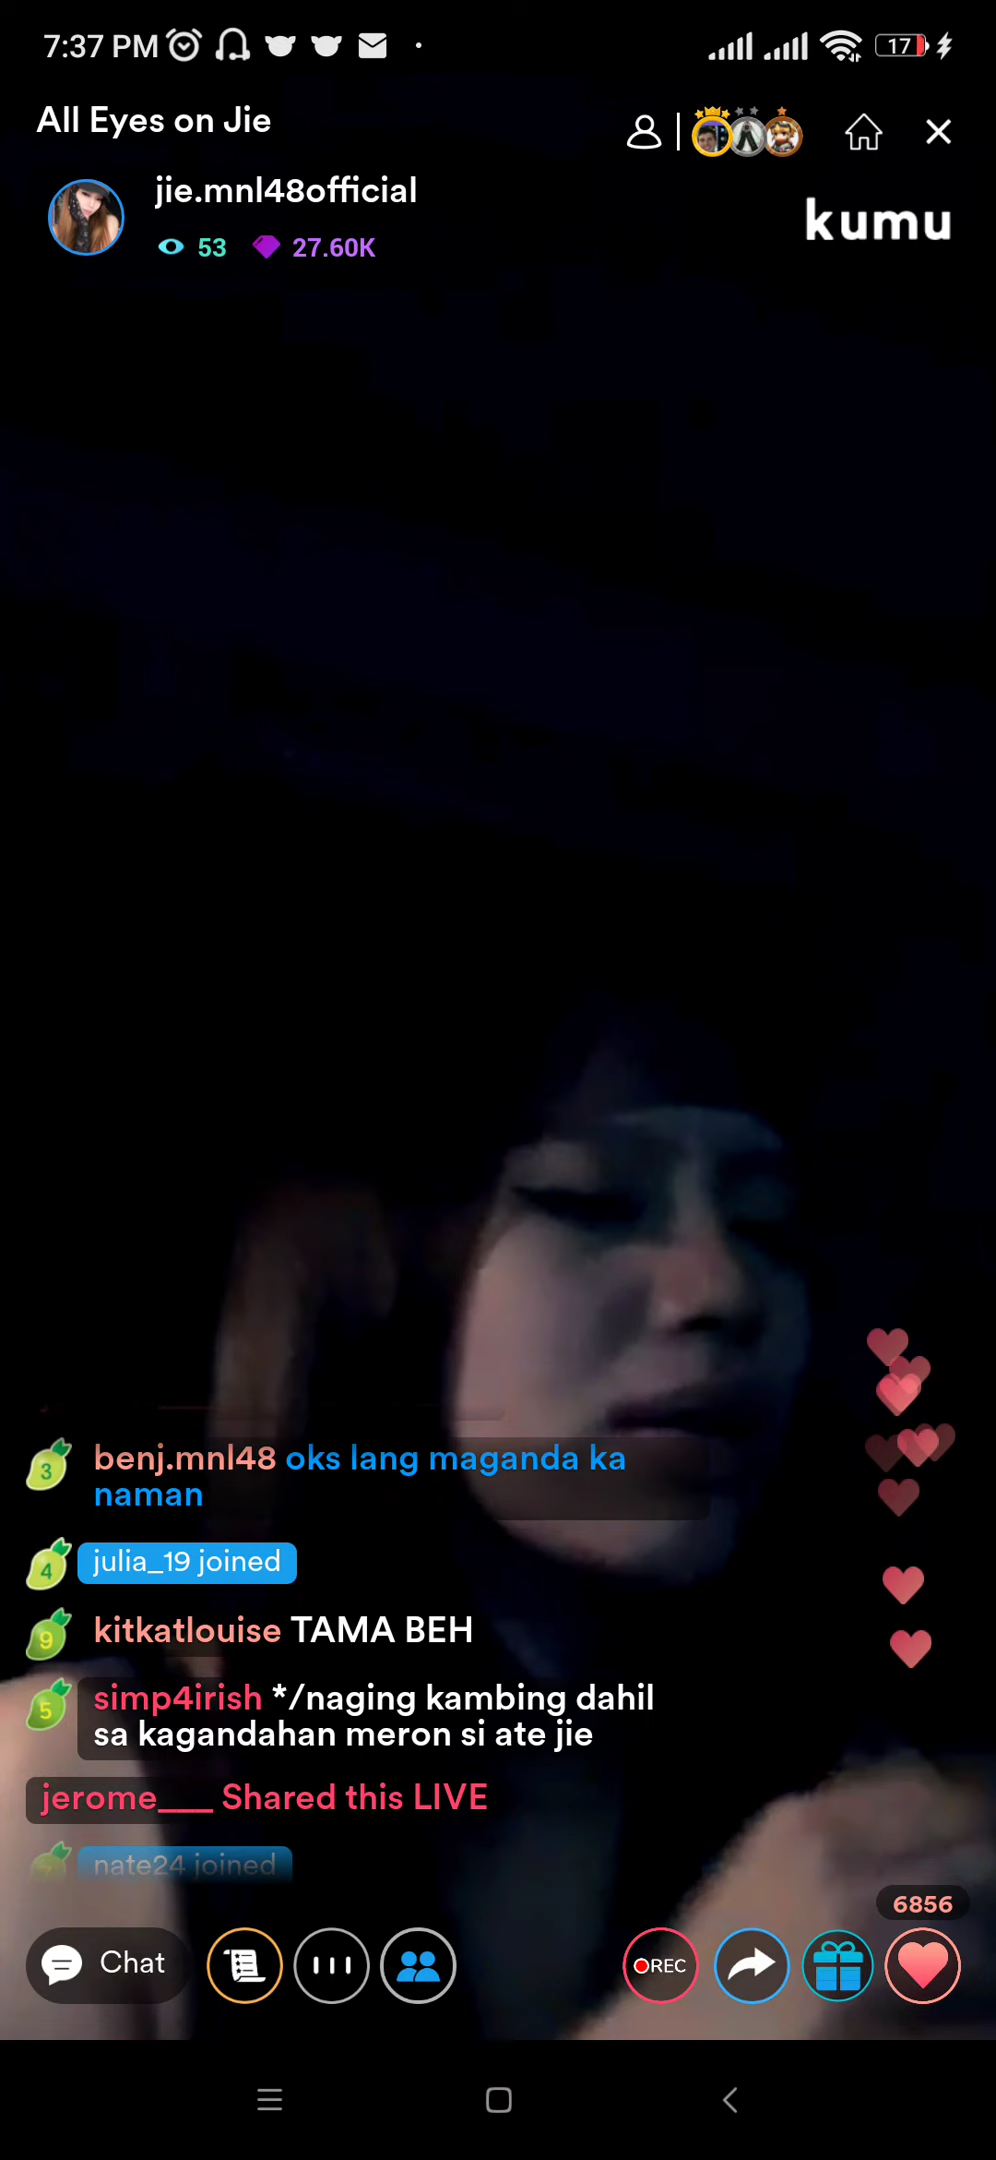 7:37 PM
17
All Eyes on Jie
jie.mnl48official
53 27.60K
kumu
3 benj.mnl48 oks lang maganda ka
naman
4 julia_19 joined
9 kitkatlouise TAMA BEH
5 simp4irish */naging kambing dahil
sa kagandahan meron si ate jie
jerome___ Shared this LIVE
nate24 joined
6856
Chat
REC